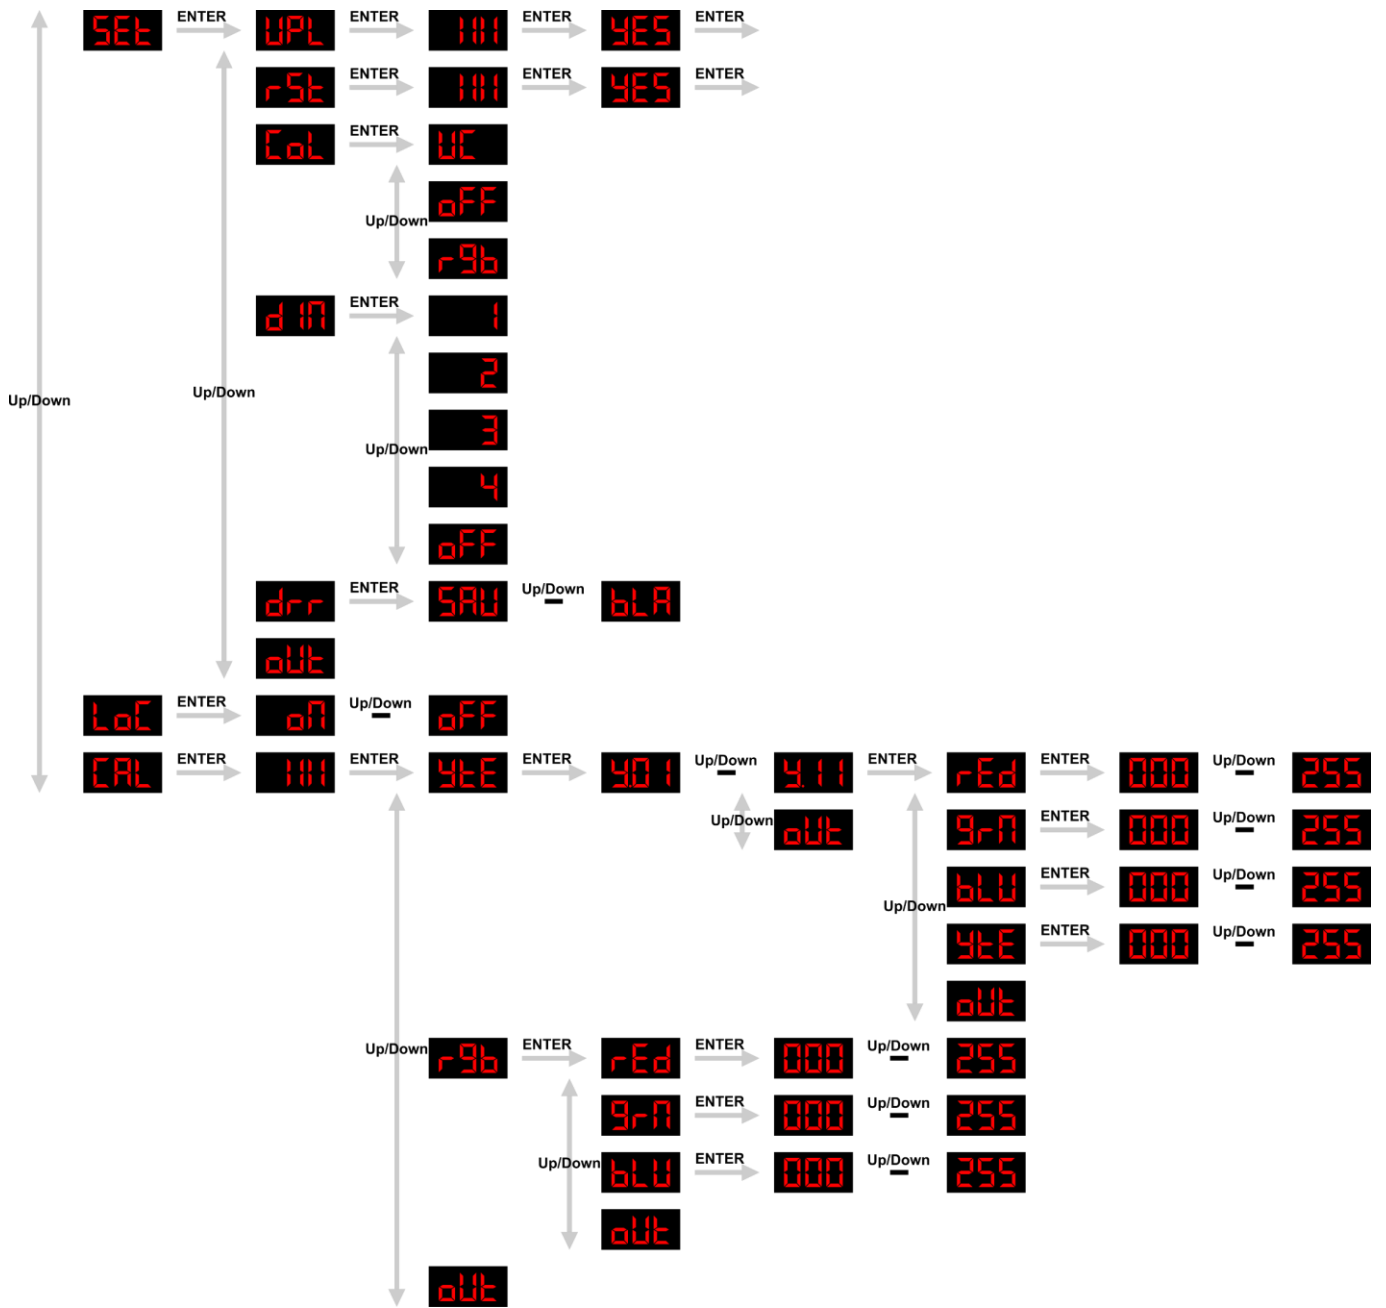 SEt ENTER UPL ENTER 1111 ENTER YES ENTER
rSt ENTER 1111 ENTER YES ENTER
CoL ENTER UC
oFF
Up/Down
rgb
dIM ENTER 1
2
Up/Down Up/Down
3
Up/Down
4
oFF
drr ENTER SAU Up/Down bLA
oUt
LoC ENTER on Up/Down oFF
CAL ENTER 1111 ENTER YtE ENTER Y.01 Up/Down Y.11 ENTER rEd ENTER 000 Up/Down 255
Up/Down oUt grn ENTER 000 Up/Down 255
bLU ENTER 000 Up/Down 255
Up/Down
YtE ENTER 000 Up/Down 255
oUt
Up/Down rgb ENTER rEd ENTER 000 Up/Down 255
grn ENTER 000 Up/Down 255
Up/Down bLU ENTER 000 Up/Down 255
oUt
oUt